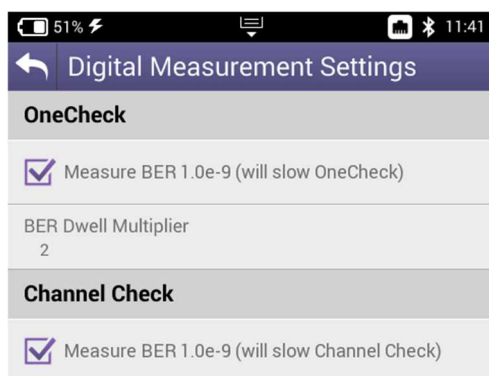 51% 11:41
Digital Measurement Settings
OneCheck
Measure BER 1.0e-9 (will slow OneCheck)
BER Dwell Multiplier
2
Channel Check
Measure BER 1.0e-9 (will slow Channel Check)